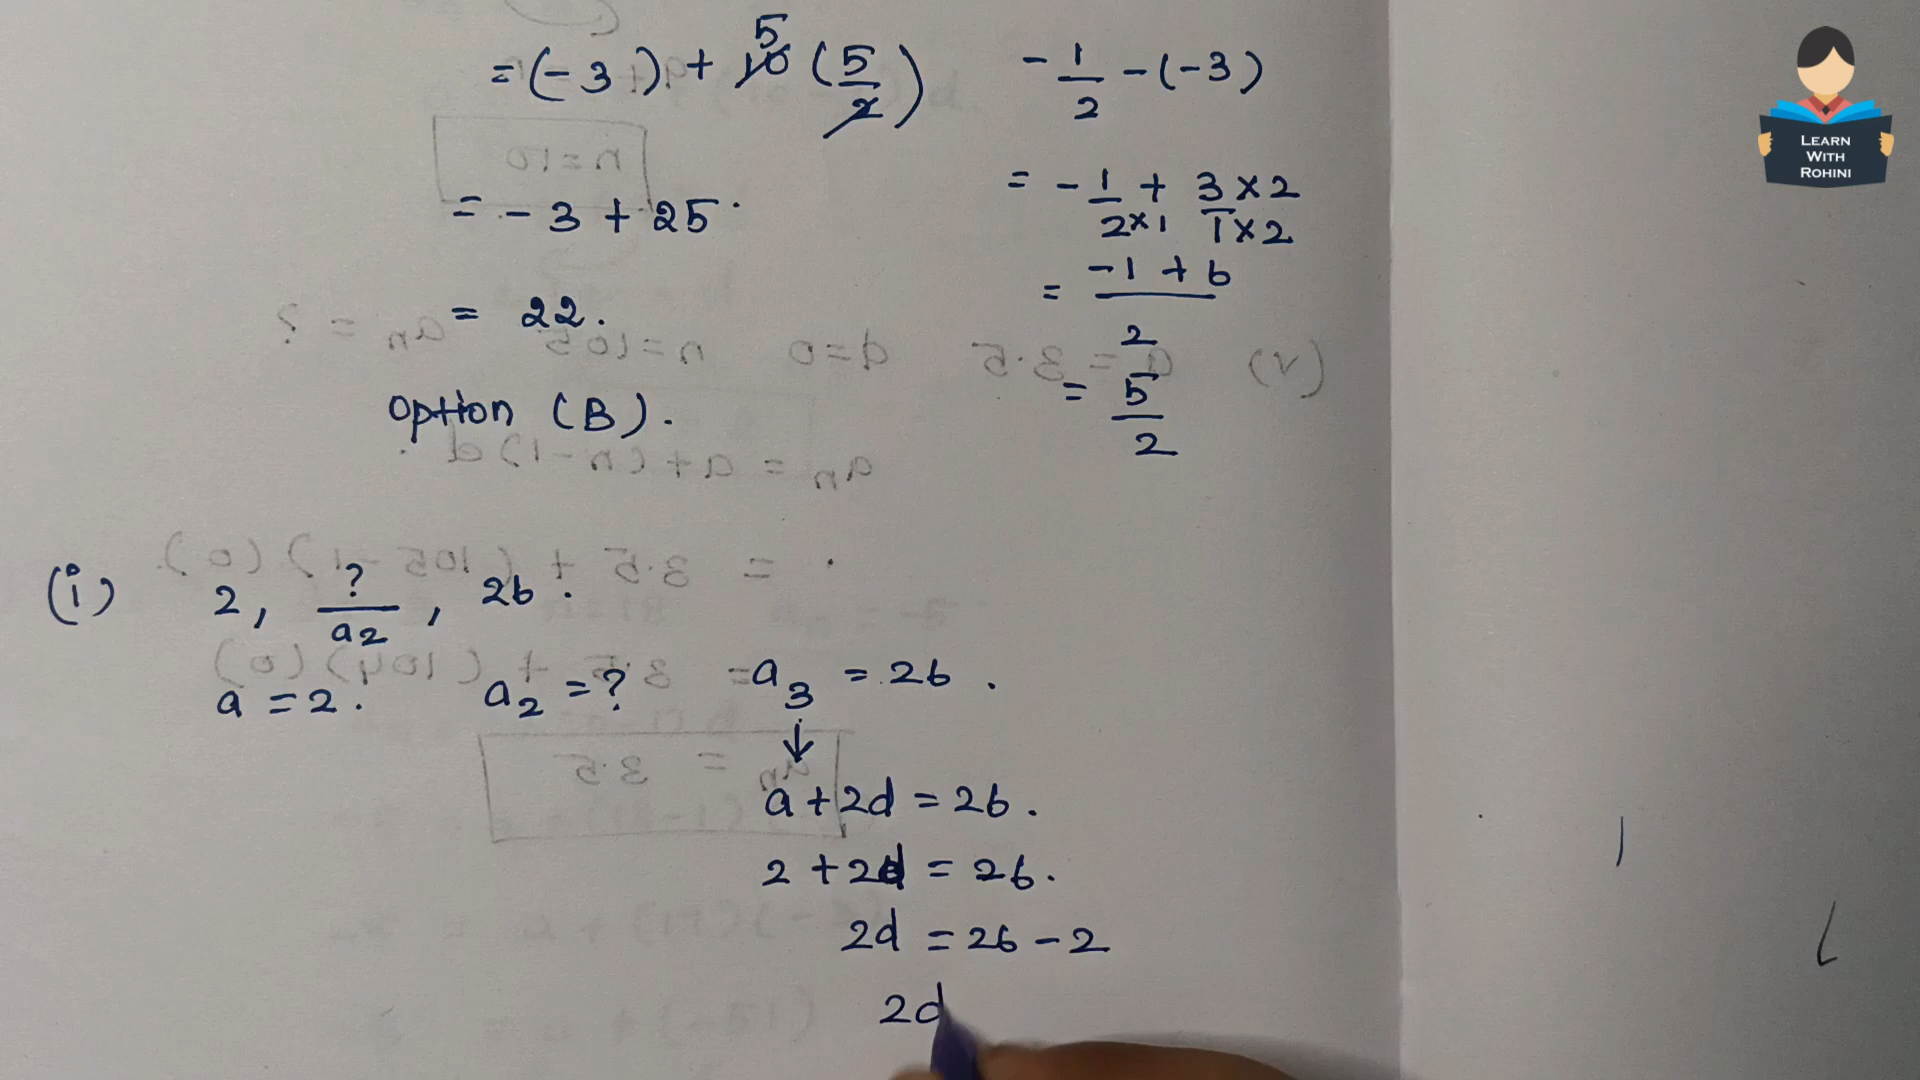 = (-3) + 10 5 (5/2)
= -3 + 25.
= 22.
option (B).
-1/2 - (-3)
= -1/2×1 + 3×2/1×2
= -1+6/2
= 5/2
(i) 2, ?/a2, 26.
a = 2. a2 = ? a3 = 26.
↓
a + 2d = 26.
2 + 2d = 26.
2d = 26 - 2
2d
LEARN
WITH
ROHINI